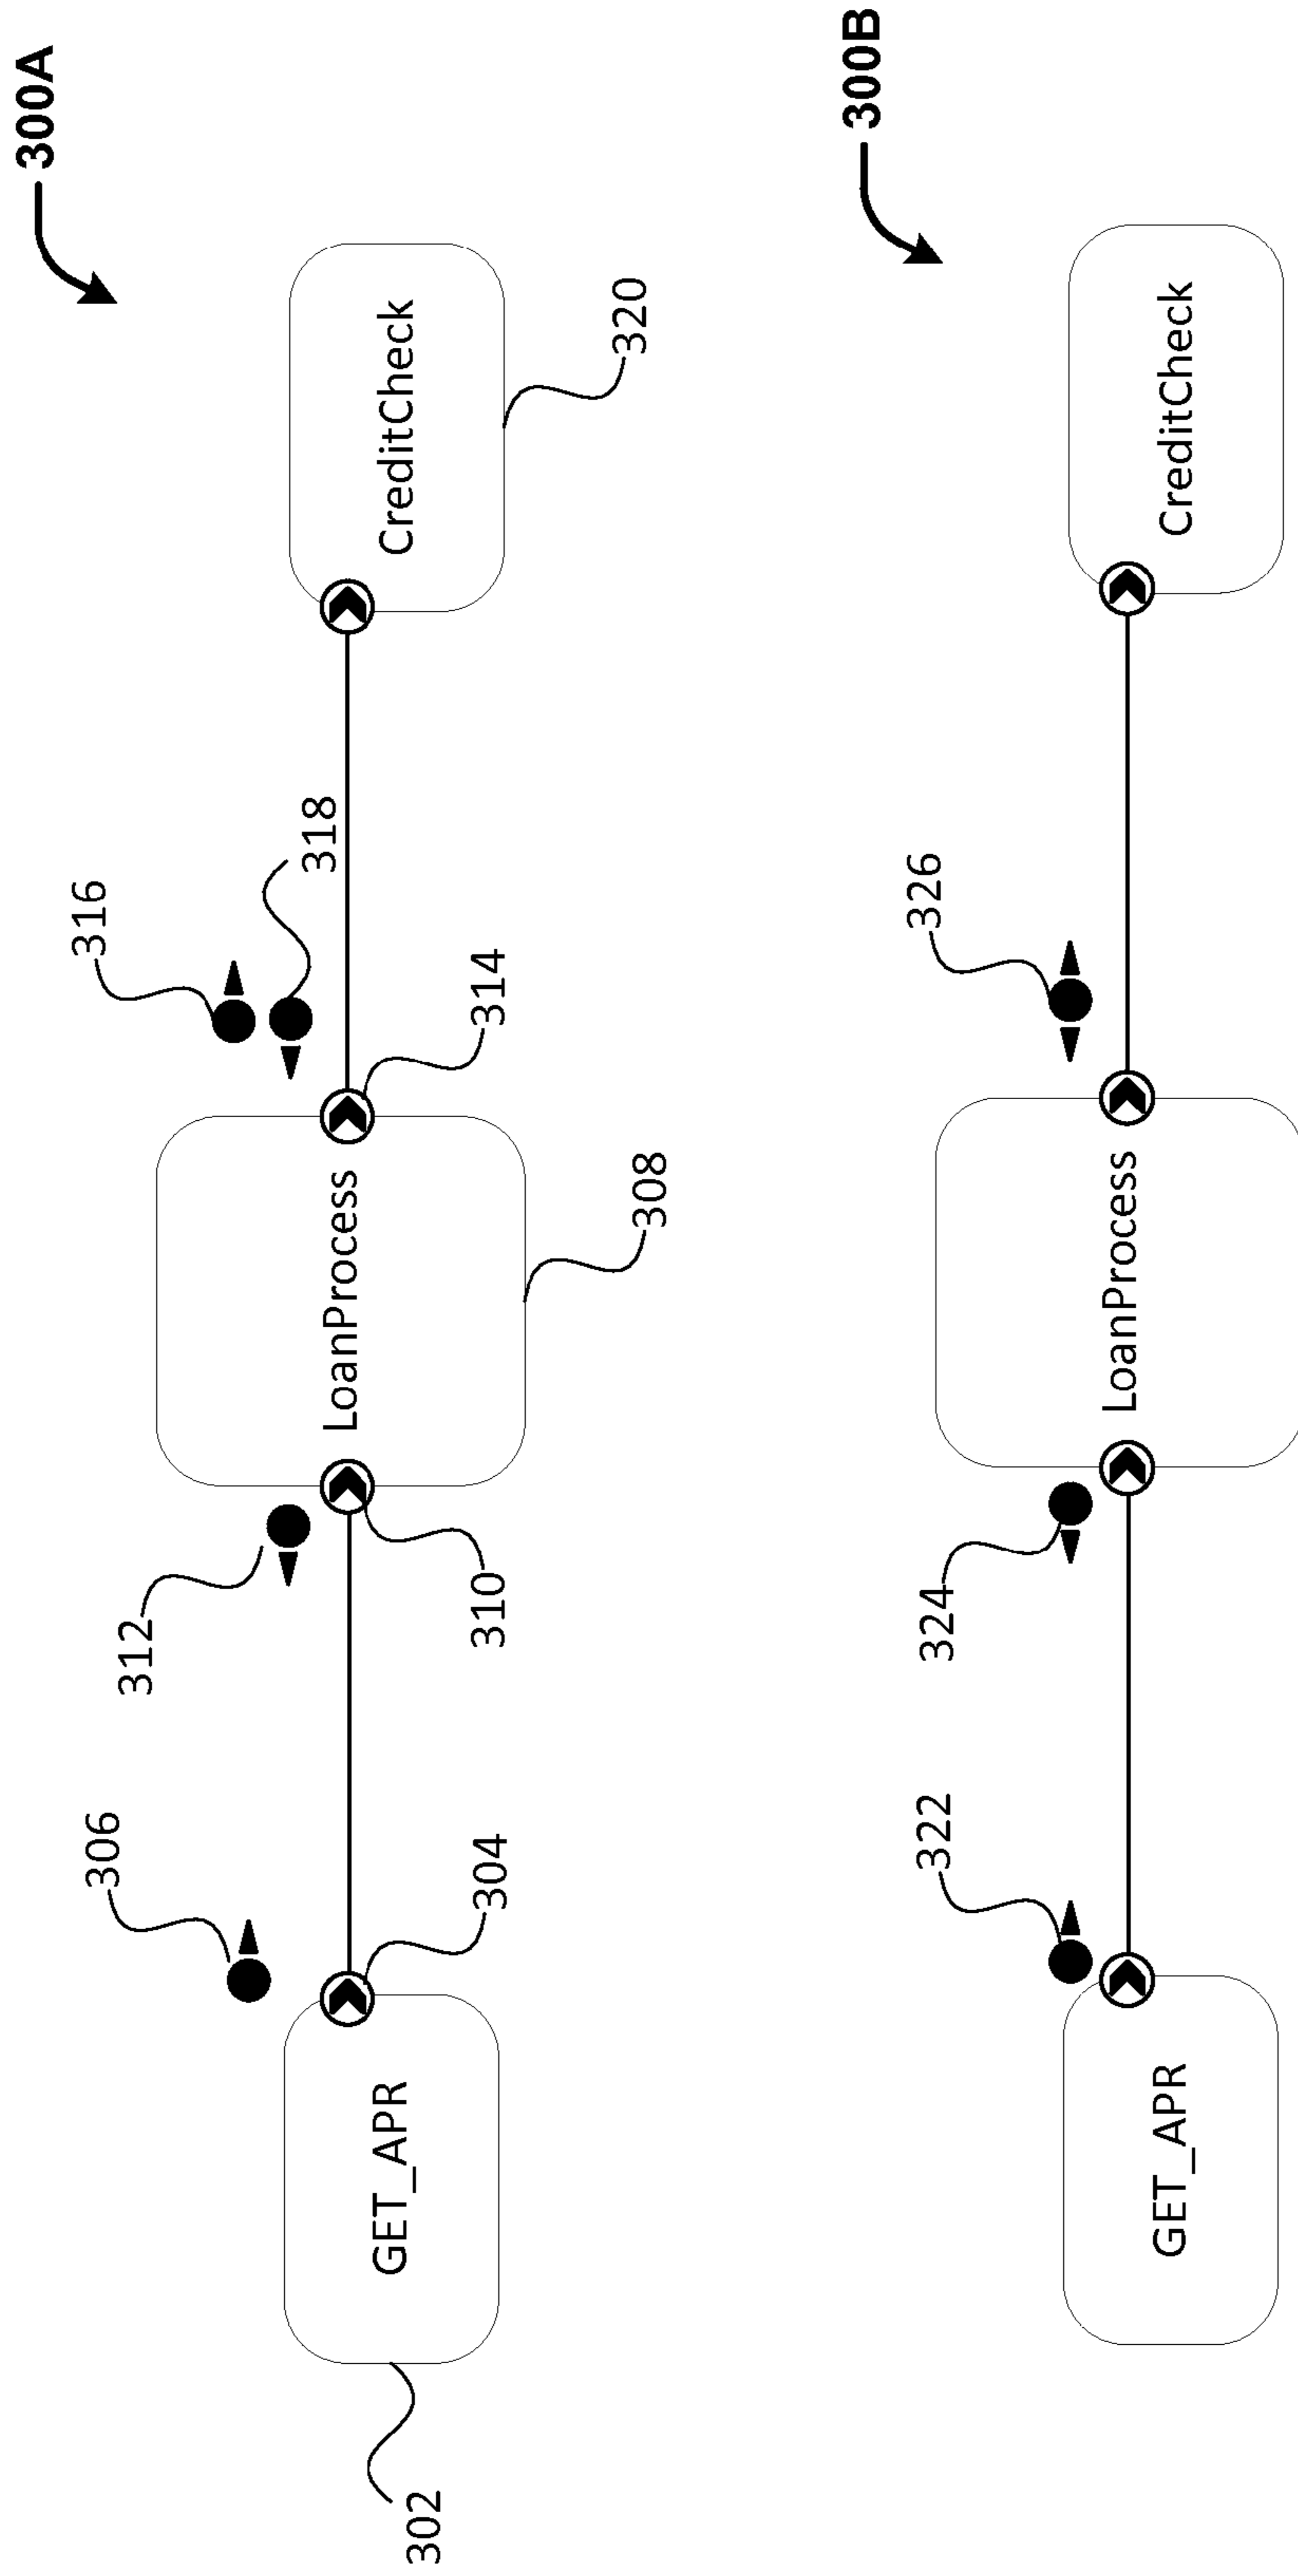 300A
316
318
306
312
GET_APR
LoanProcess
CreditCheck
302
304
310
314
308
320
300B
322
324
326
GET_APR
LoanProcess
CreditCheck